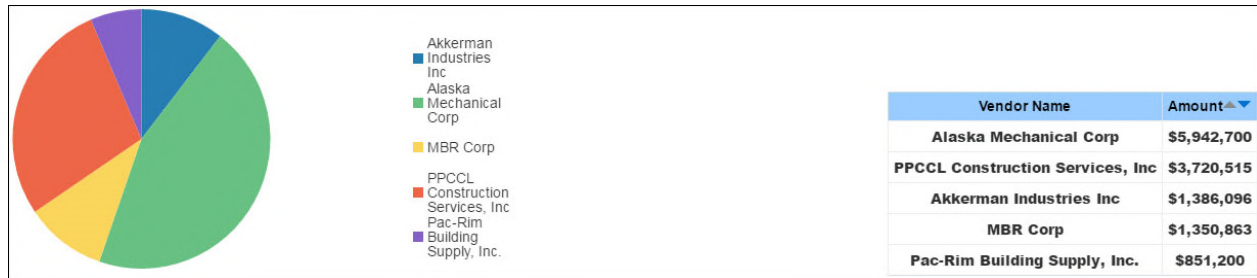 Akkerman
Industries
Inc
Alaska
Mechanical
Corp
MBR Corp
PPCCL
Construction
Services, Inc
Pac-Rim
Building
Supply, Inc.
Vendor Name Amount
Alaska Mechanical Corp $5,942,700
PPCCL Construction Services, Inc $3,720,515
Akkerman Industries Inc $1,386,096
MBR Corp $1,350,863
Pac-Rim Building Supply, Inc. $851,200